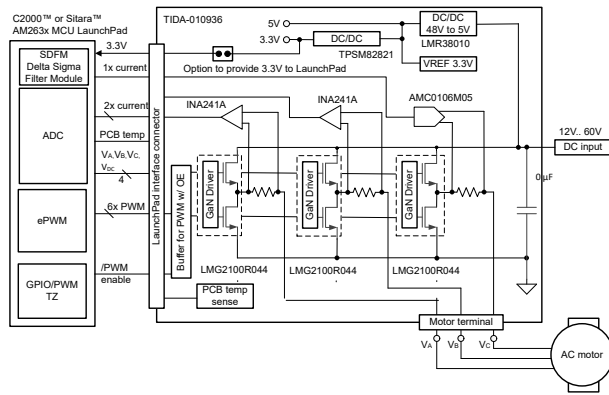 C2000™ or Sitara™
AM263x MCU LaunchPad
TIDA-010936
SDFM
Delta Sigma
Filter Module
ADC
ePWM
GPIO/PWM
TZ
3.3V
1x current
2x current
PCB temp
VA,VB,VC,
VDC
4
6x PWM
/PWM
enable
LaunchPad interface connector
5V
3.3V
DC/DC
TPSM82821
Option to provide 3.3V to LaunchPad
DC/DC
48V to 5V
LMR38010
VREF 3.3V
INA241A
INA241A
AMC0106M05
Buffer for PWM w/ OE
GaN Driver
GaN Driver
GaN Driver
LMG2100R044
LMG2100R044
LMG2100R044
PCB temp
sense
12V.. 60V
DC input
0µF
Motor terminal
VA
VB
VC
AC motor